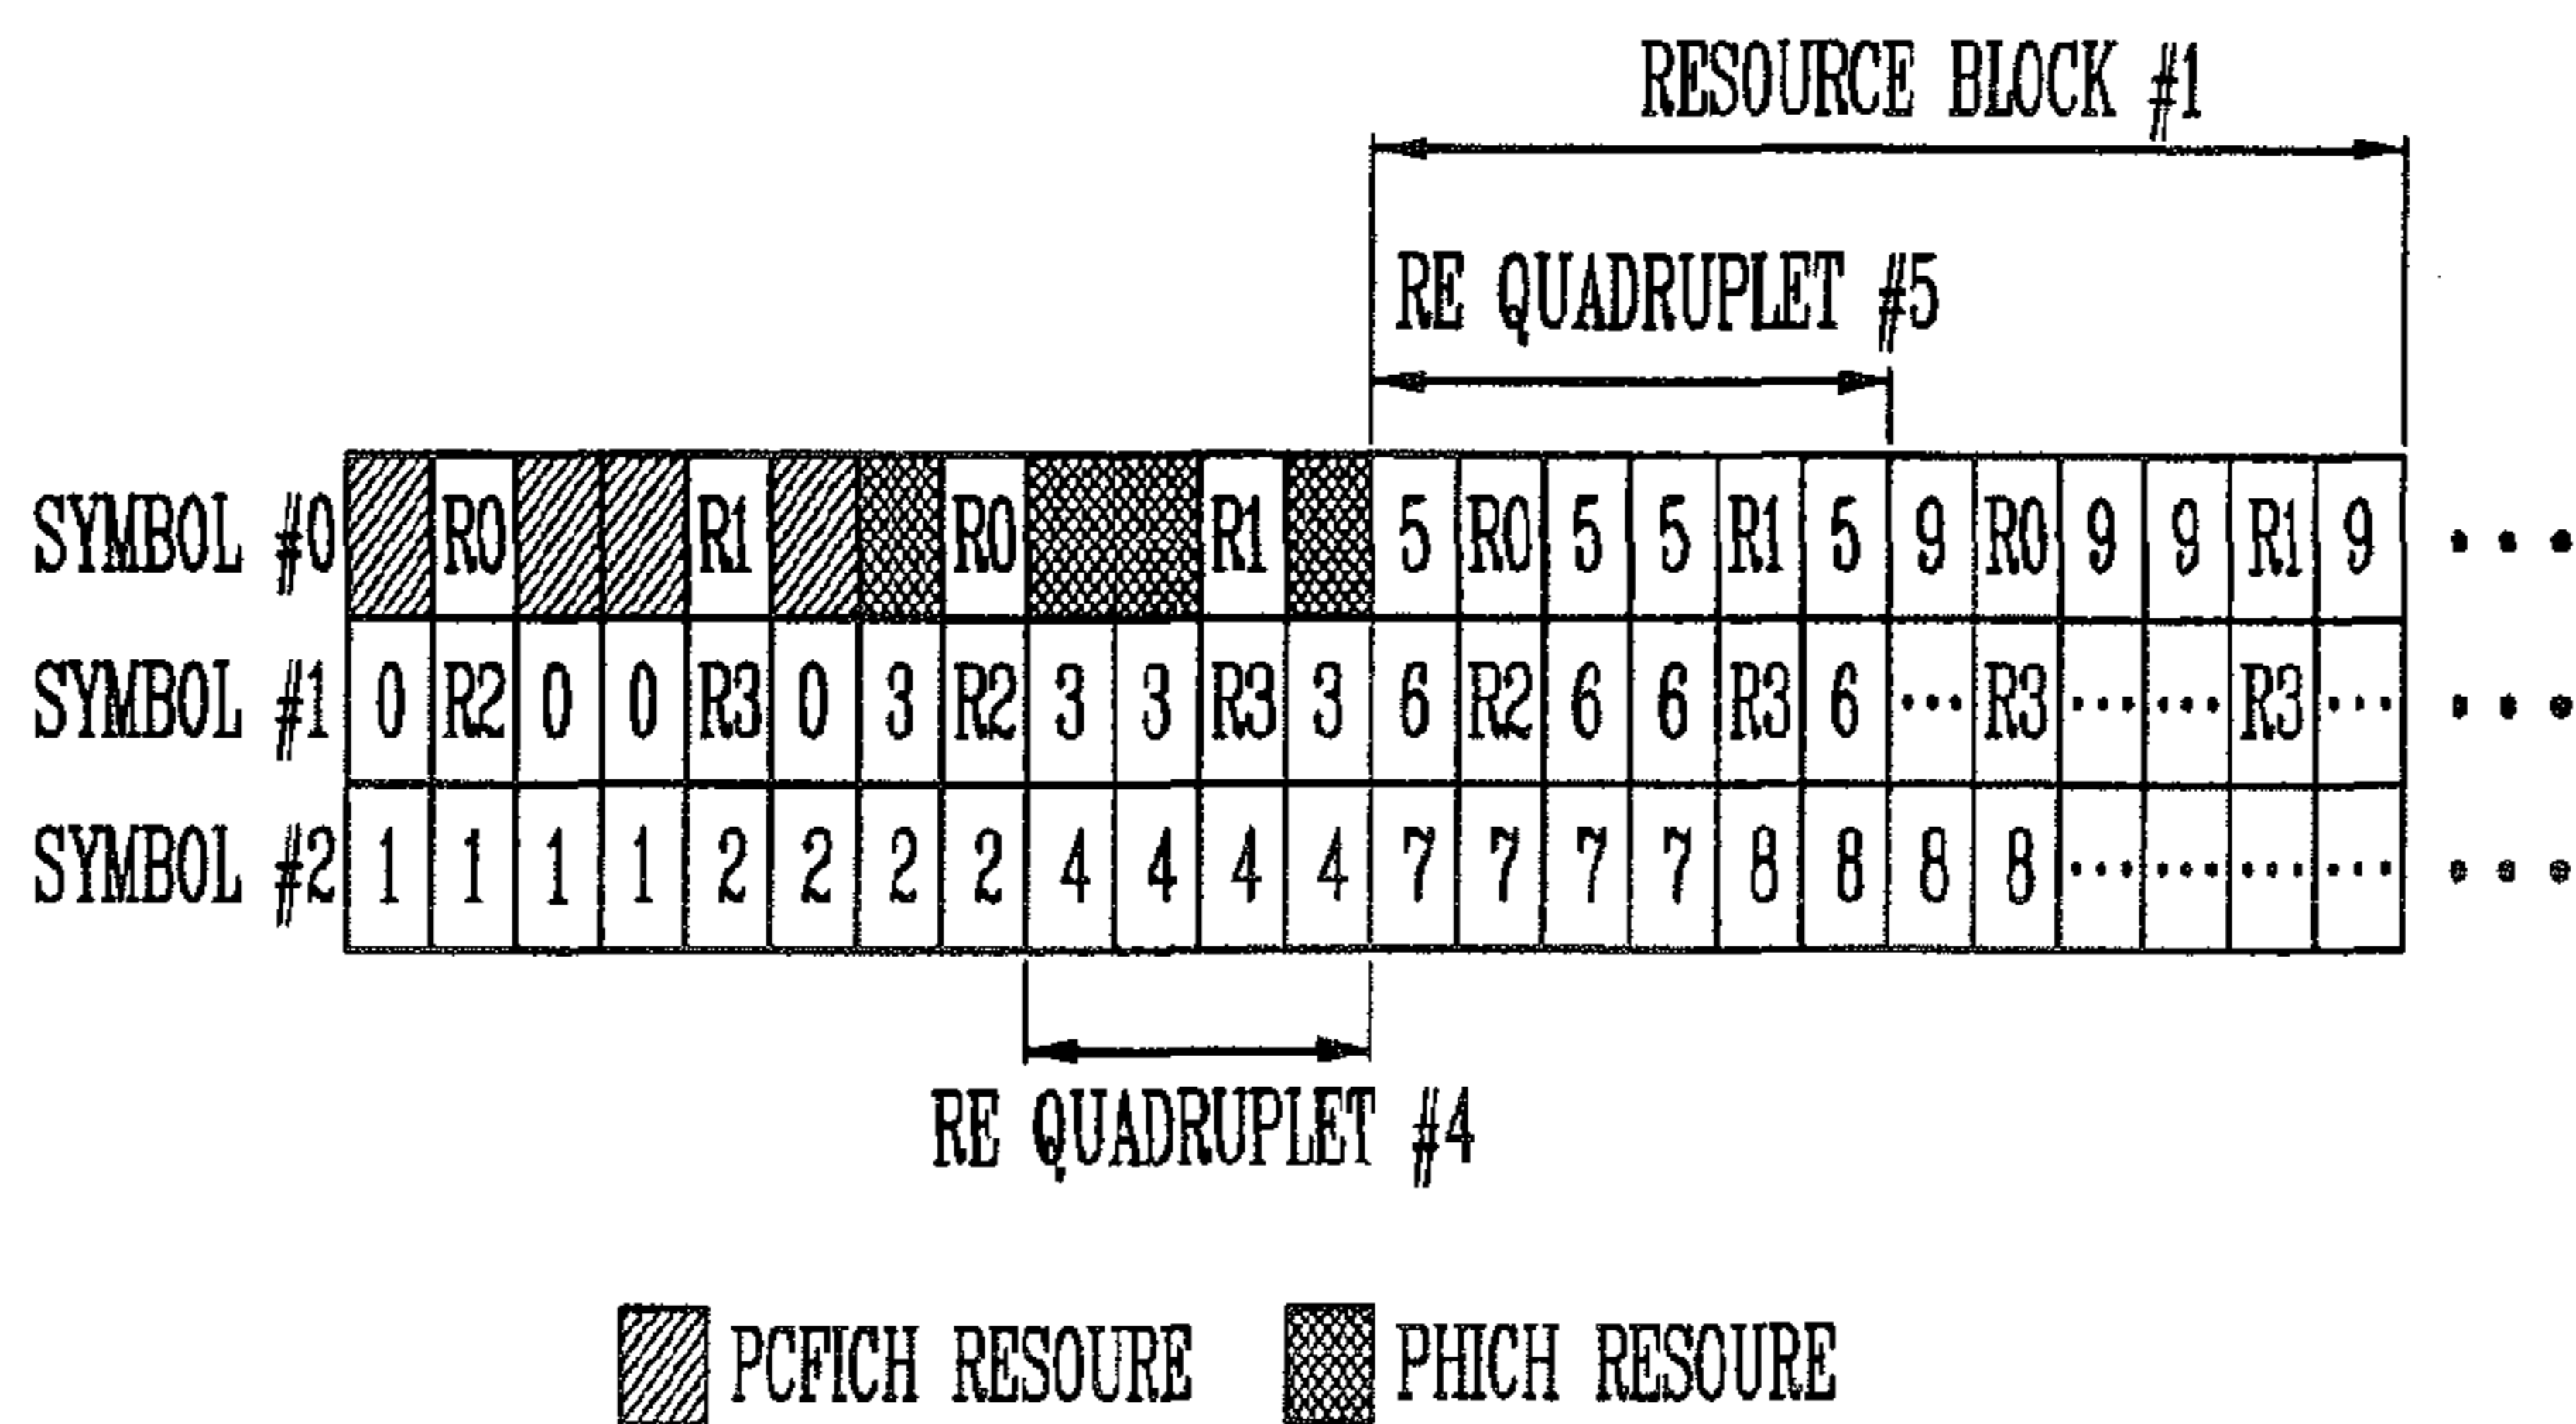 RESOURCE BLOCK #1
RE QUADRUPLET #5
SYMBOL #0 R0 R1 R0 R1 5 R0 5 5 R1 5 9 R0 9 9 R1 9 • • •
SYMBOL #1 0 R2 0 0 R3 0 3 R2 3 3 R3 3 6 R2 6 6 R3 6 ... R3 ... ... R3 ... • • •
SYMBOL #2 1 1 1 1 2 2 2 2 4 4 4 4 7 7 7 7 8 8 8 8 ... ... ... ... • • •
RE QUADRUPLET #4
PCFICH RESOURE PHICH RESOURE